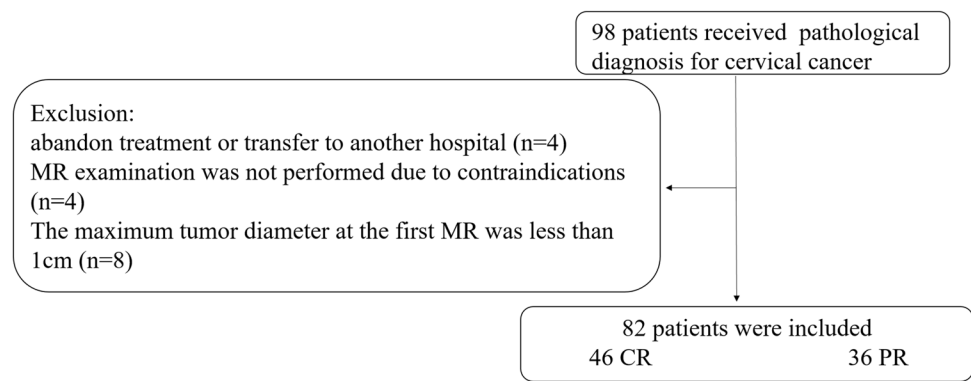 98 patients received pathological
diagnosis for cervical cancer
Exclusion:
abandon treatment or transfer to another hospital (n=4)
MR examination was not performed due to contraindications
(n=4)
The maximum tumor diameter at the first MR was less than
1cm (n=8)
82 patients were included
46 CR 36 PR